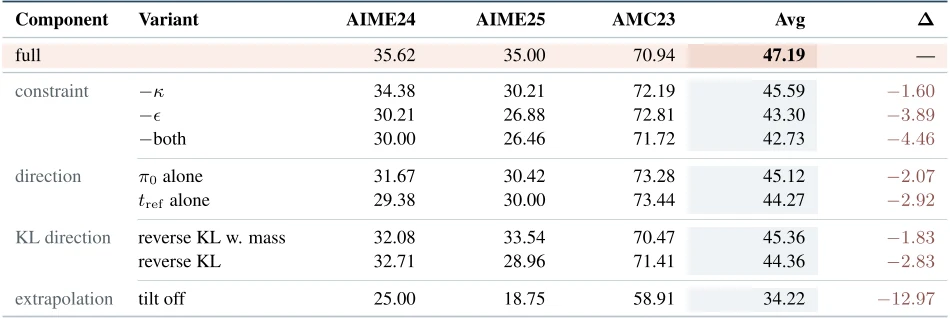 Component Variant AIME24 AIME25 AMC23 Avg Δ
full 35.62 35.00 70.94 47.19 —
constraint −κ 34.38 30.21 72.19 45.59 −1.60
−ϵ 30.21 26.88 72.81 43.30 −3.89
−both 30.00 26.46 71.72 42.73 −4.46
direction π₀ alone 31.67 30.42 73.28 45.12 −2.07
t_ref alone 29.38 30.00 73.44 44.27 −2.92
KL direction reverse KL w. mass 32.08 33.54 70.47 45.36 −1.83
reverse KL 32.71 28.96 71.41 44.36 −2.83
extrapolation tilt off 25.00 18.75 58.91 34.22 −12.97